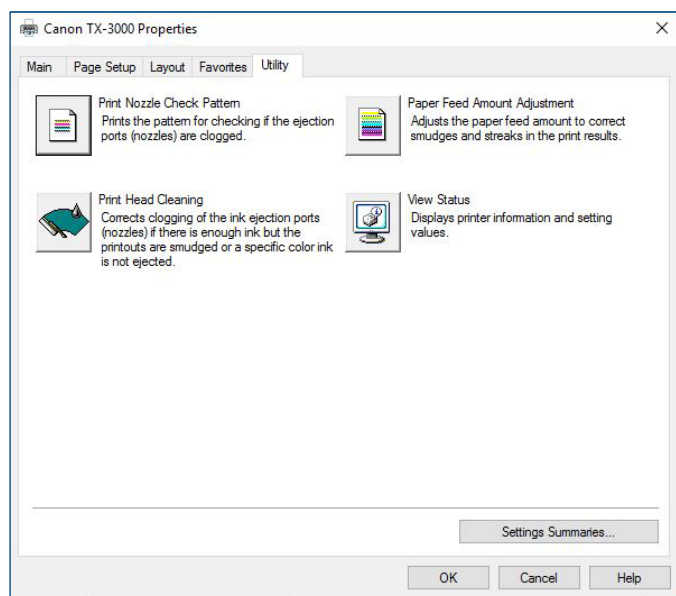 Canon TX-3000 Properties
Main Page Setup Layout Favorites Utility
Print Nozzle Check Pattern
Prints the pattern for checking if the ejection
ports (nozzles) are clogged.
Paper Feed Amount Adjustment
Adjusts the paper feed amount to correct
smudges and streaks in the print results.
Print Head Cleaning
Corrects clogging of the ink ejection ports
(nozzles) if there is enough ink but the
printouts are smudged or a specific color ink
is not ejected.
View Status
Displays printer information and setting
values.
Settings Summaries...
OK Cancel Help